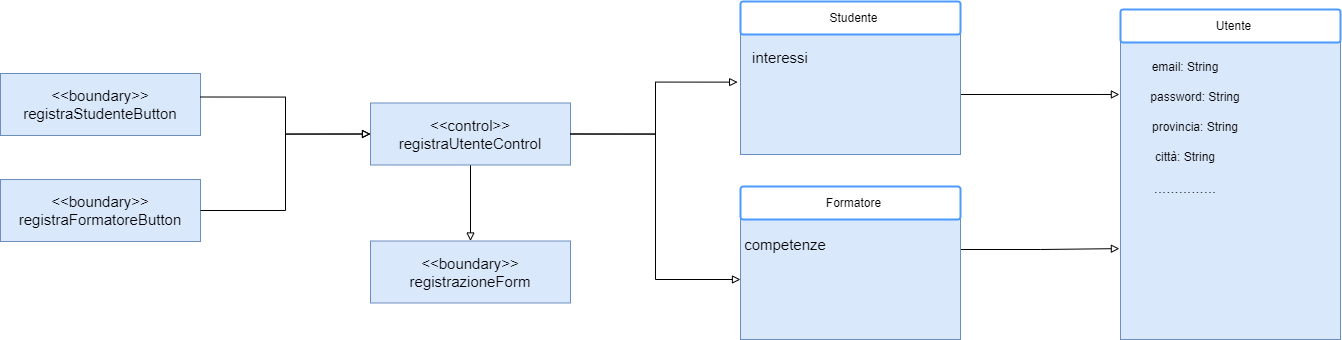 <<boundary>>
registraStudenteButton
<<boundary>>
registraFormatoreButton
<<control>>
registraUtenteControl
<<boundary>>
registrazioneForm
Studente
interessi
Formatore
competenze
Utente
email: String
password: String
provincia: String
città: String
..............